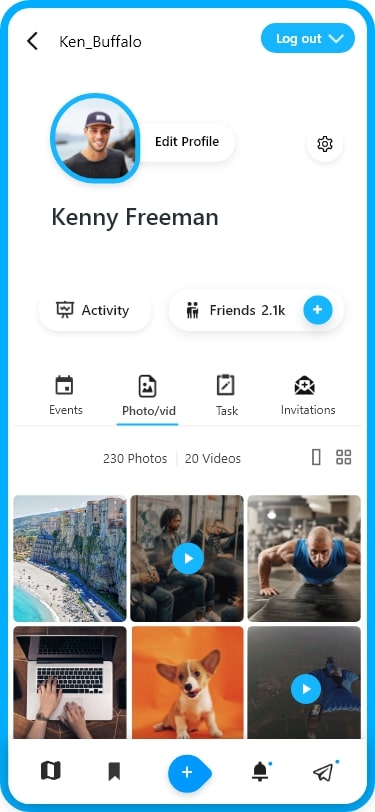 Ken_Buffalo
Log out
Edit Profile
Kenny Freeman
Activity
Friends 2.1k
Events
Photo/vid
Task
Invitations
230 Photos
20 Videos